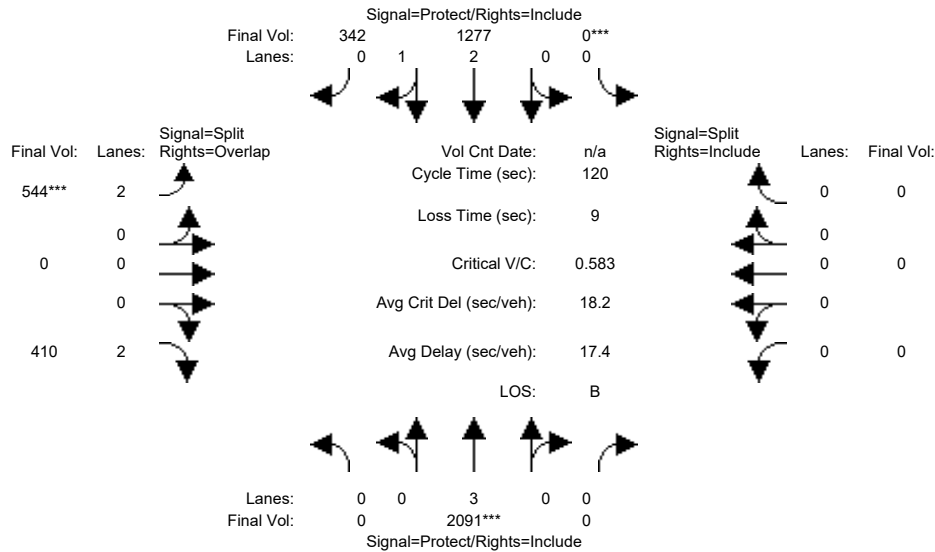 Signal=Protect/Rights=Include
Final Vol: 342 1277 0***
Lanes: 0 1 2 0 0
Signal=Split Signal=Split
Final Vol: Lanes: Rights=Overlap Vol Cnt Date: n/a Rights=Include Lanes: Final Vol:
Cycle Time (sec): 120
544*** 2 0 0
Loss Time (sec): 9
0 0
0 0 Critical V/C: 0.583 0 0
0 Avg Crit Del (sec/veh): 18.2 0
410 2 Avg Delay (sec/veh): 17.4 0 0
LOS: B
Lanes: 0 0 3 0 0
Final Vol: 0 2091*** 0
Signal=Protect/Rights=Include